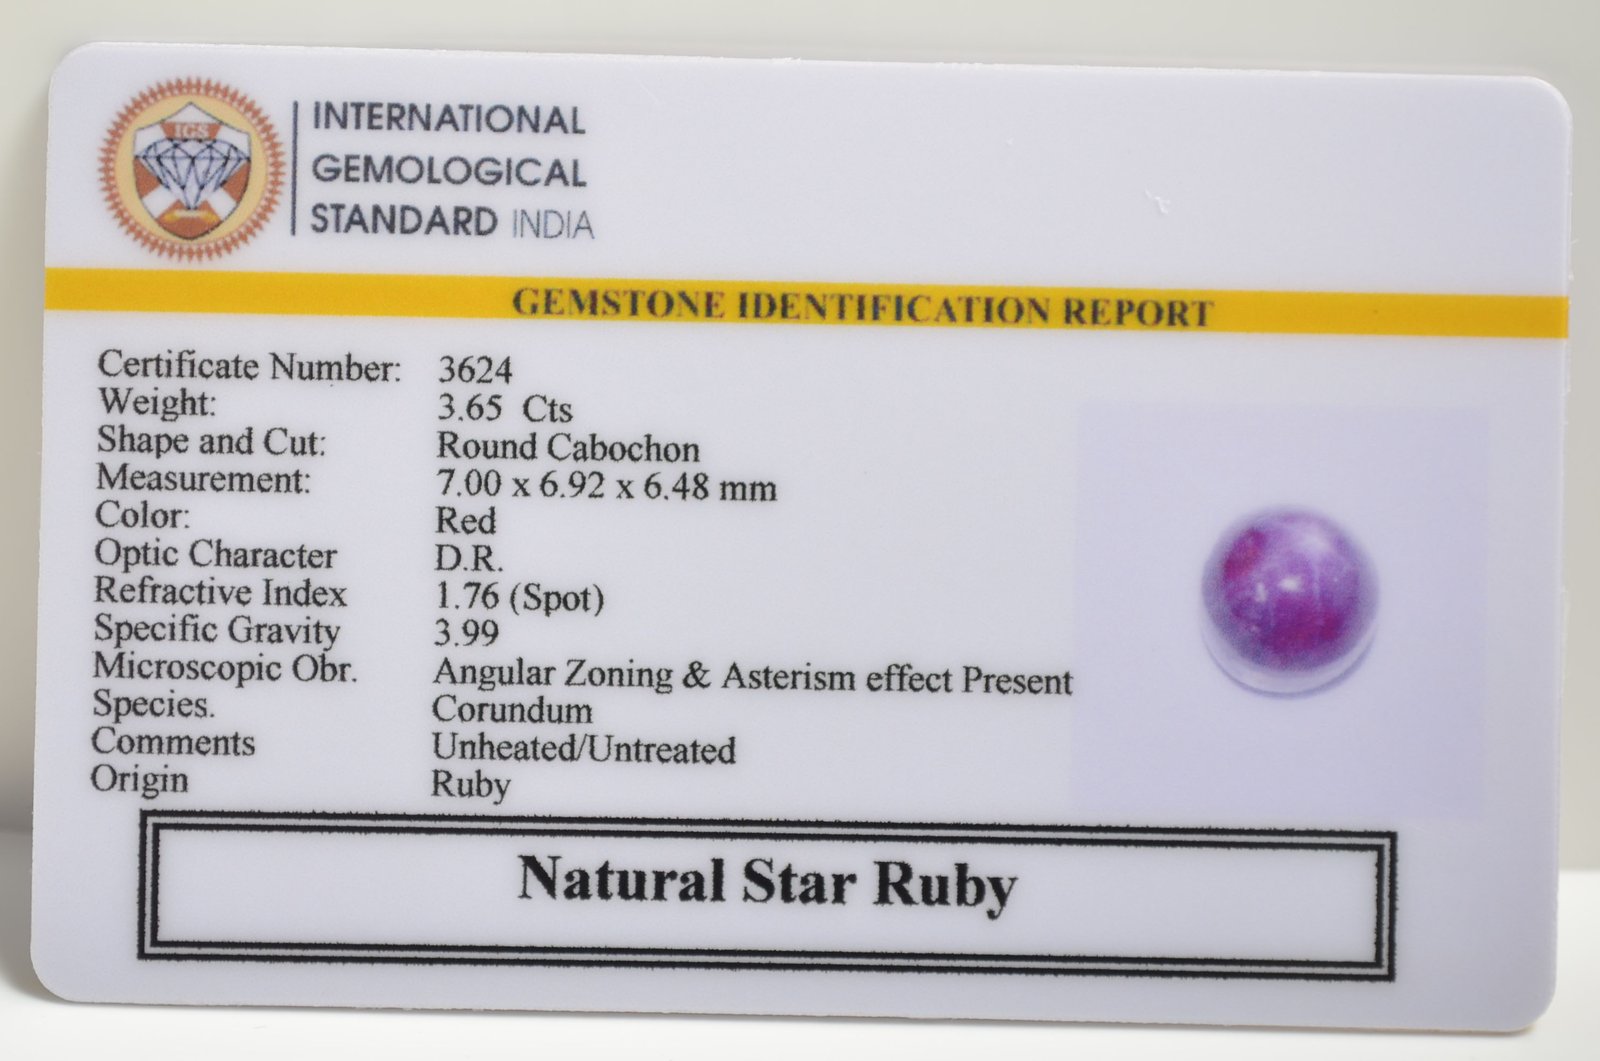 IGS
INTERNATIONAL
GEMOLOGICAL
STANDARD INDIA
GEMSTONE IDENTIFICATION REPORT
Certificate Number: 3624
Weight: 3.65 Cts
Shape and Cut: Round Cabochon
Measurement: 7.00 x 6.92 x 6.48 mm
Color: Red
Optic Character D.R.
Refractive Index 1.76 (Spot)
Specific Gravity 3.99
Microscopic Obr. Angular Zoning & Asterism effect Present
Species. Corundum
Comments Unheated/Untreated
Origin Ruby
Natural Star Ruby